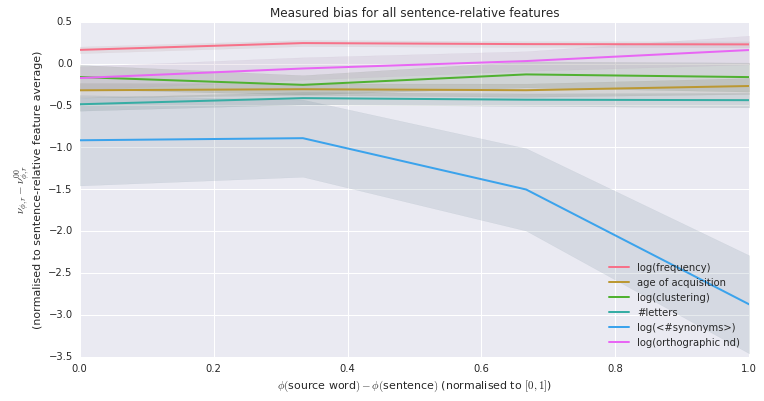 Measured bias for all sentence-relative features
0.5
0.0
−0.5
−1.0
−1.5
−2.0
−2.5
−3.0
−3.5
ν_{ϕ,r} − ν^{00}_{ϕ,r}
(normalised to sentence-relative feature average)
log(frequency)
age of acquisition
log(clustering)
#letters
log(<#synonyms>)
log(orthographic nd)
0.0 0.2 0.4 0.6 0.8 1.0
ϕ(source word) − ϕ(sentence) (normalised to [0, 1])